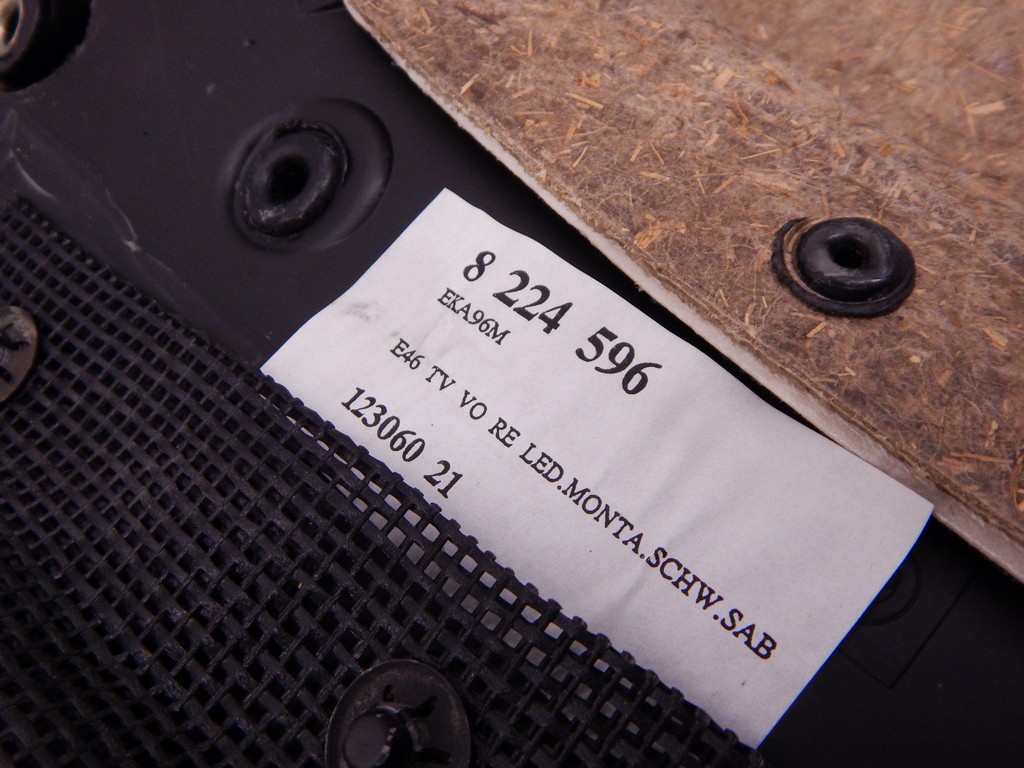 8 224 596
EKA96M
E46 TV VO RE LED.MONTA.SCHW.SAB
123060 21